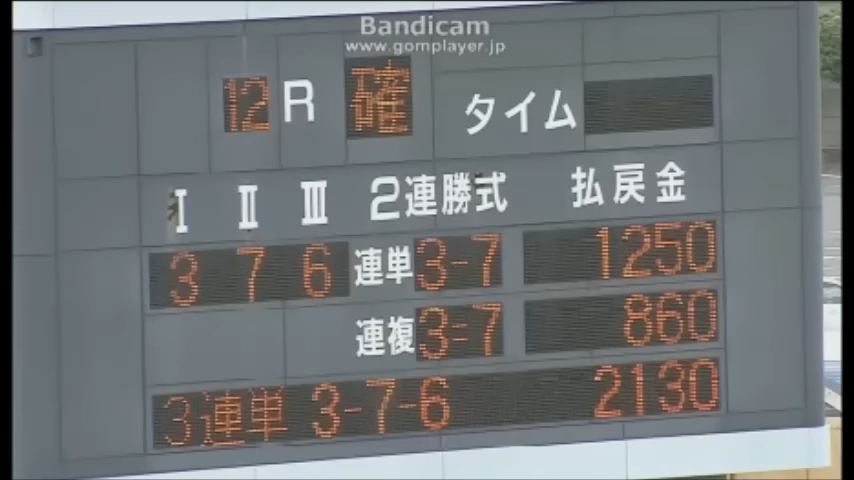 Bandicam
www.gomplayer.jp
12 R 確 タイム
I II III 2連勝式 払戻金
3 7 6 連単 3-7 1250
連複 3=7 860
3連単 3-7-6 2130